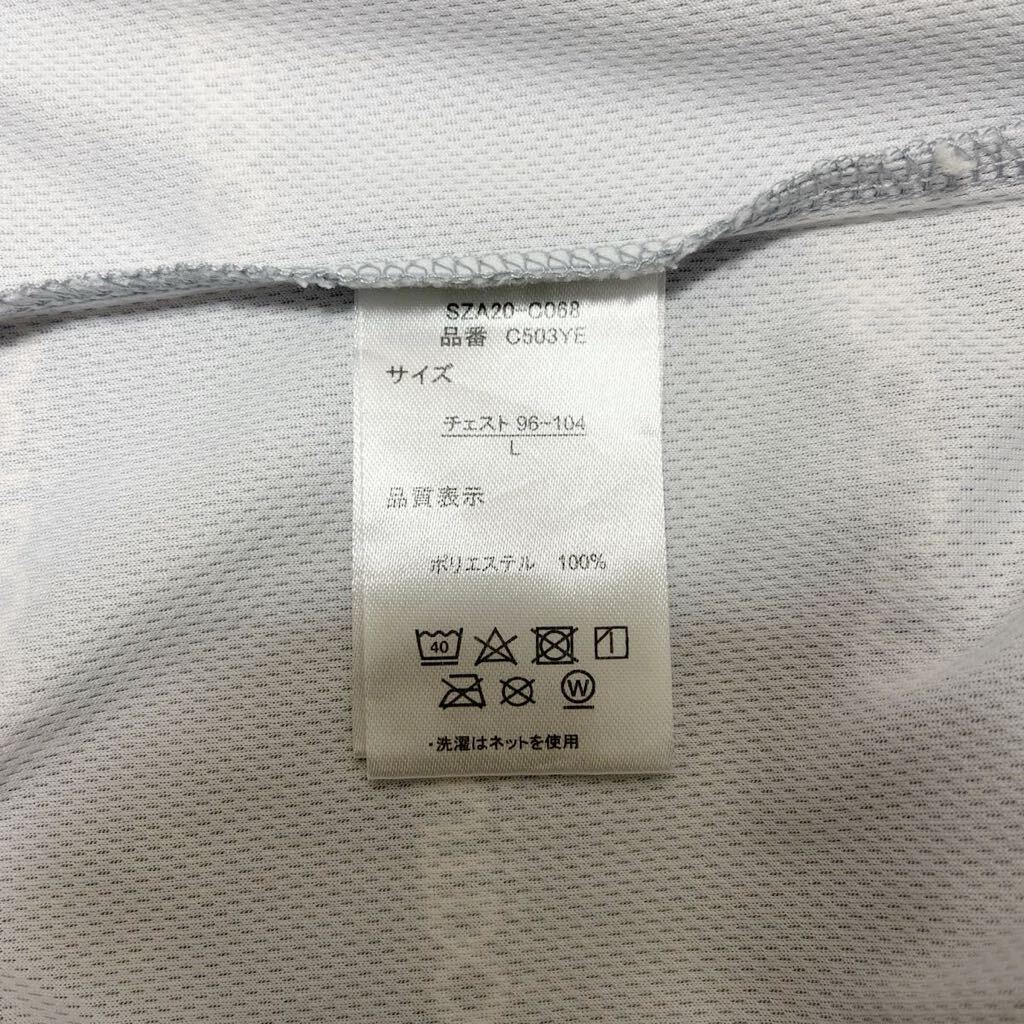 SZA20-C068
品番 C503YE
サイズ
チェスト 96~104
L
品質表示
ポリエステル 100%
40
W
・洗濯はネットを使用